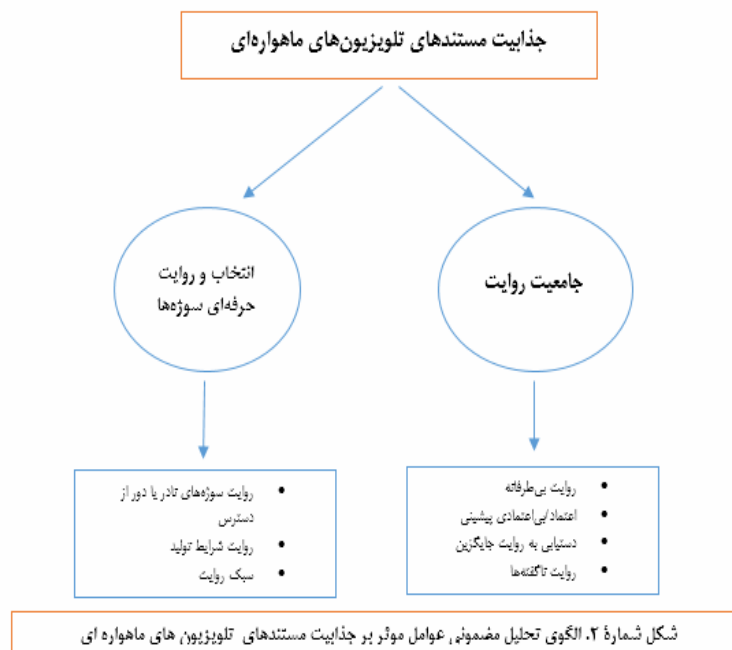 جذابیت مستندهای تلویزیون‌های ماهواره‌ای
جامعیت روایت
انتخاب و روایت
حرفه‌ای سوژه‌ها
روایت بی‌طرفانه
اعتماد/بی‌اعتمادی پیشینی
دستیابی به روایت جایگزین
روایت ناگفته‌ها
روایت سوژه‌های نادر یا دور از
دسترس
روایت شرایط تولید
سبک روایت
شکل شمارهٔ ۲. الگوی تحلیل مضمونی عوامل موثر بر جذابیت مستندهای تلویزیون های ماهواره ای